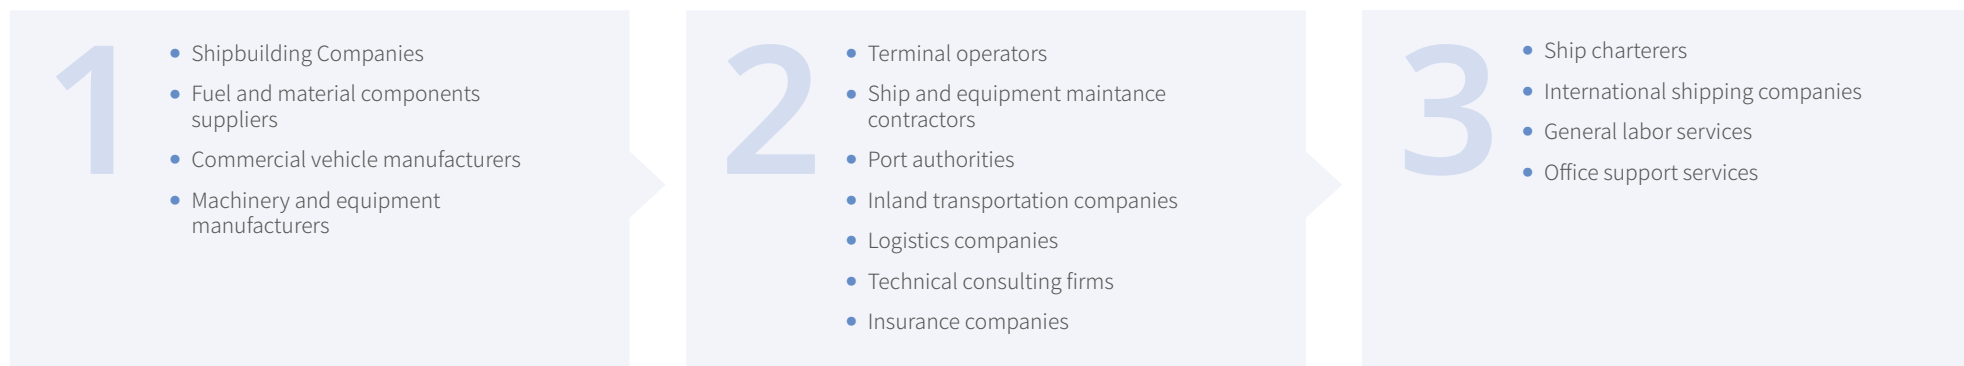 1
Shipbuilding Companies
Fuel and material components
suppliers
Commercial vehicle manufacturers
Machinery and equipment
manufacturers
2
Terminal operators
Ship and equipment maintance
contractors
Port authorities
Inland transportation companies
Logistics companies
Technical consulting firms
Insurance companies
3
Ship charterers
International shipping companies
General labor services
Office support services